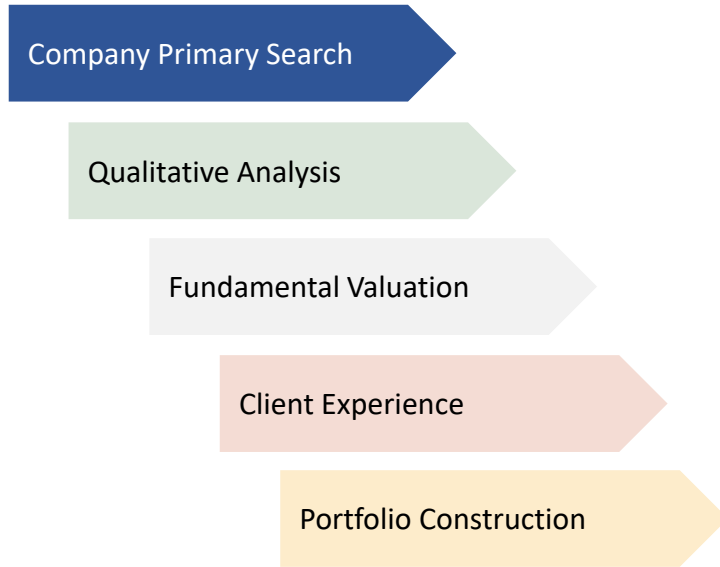 Company Primary Search
Qualitative Analysis
Fundamental Valuation
Client Experience
Portfolio Construction